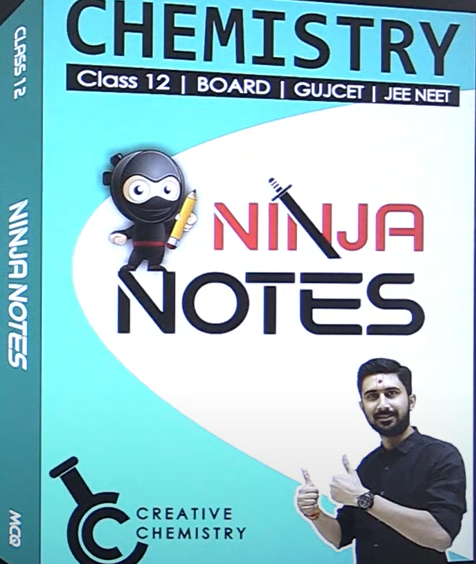 CHEMISTRY
Class 12 | BOARD | GUJCET | JEE NEET
NINJA
NOTES
CREATIVE
CHEMISTRY
CLASS 12
NINJA NOTES
MCQ